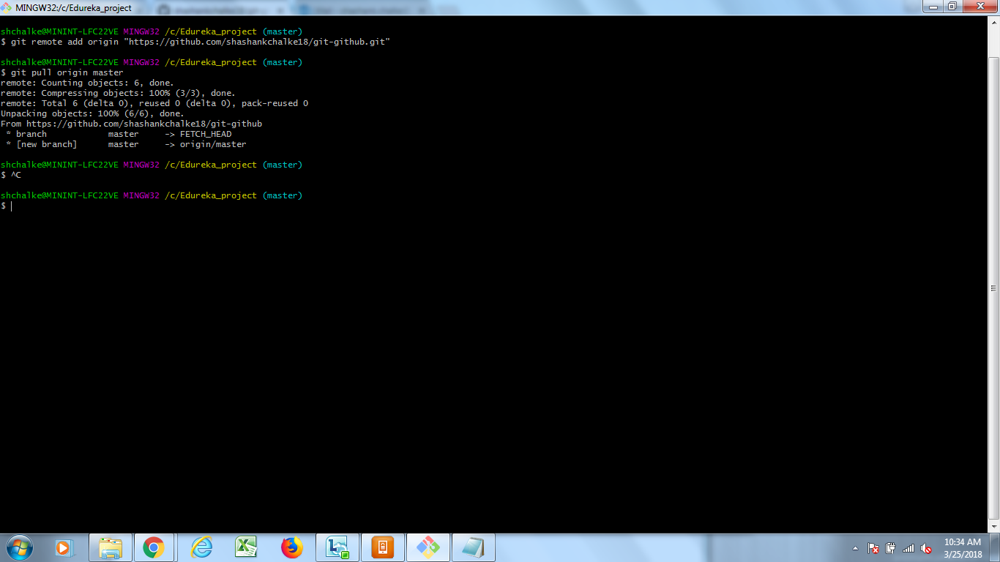 MINGW32:/c/Edureka_project
shchalke@MININT-LFC22VE MINGW32 /c/Edureka_project (master)
$ git remote add origin "https://github.com/shashankchalke18/git-github.git"
shchalke@MININT-LFC22VE MINGW32 /c/Edureka_project (master)
$ git pull origin master
remote: Counting objects: 6, done.
remote: Compressing objects: 100% (3/3), done.
remote: Total 6 (delta 0), reused 0 (delta 0), pack-reused 0
Unpacking objects: 100% (6/6), done.
From https://github.com/shashankchalke18/git-github
 * branch            master     -> FETCH_HEAD
 * [new branch]      master     -> origin/master
shchalke@MININT-LFC22VE MINGW32 /c/Edureka_project (master)
$ ^C
shchalke@MININT-LFC22VE MINGW32 /c/Edureka_project (master)
$
10:34 AM
3/25/2018